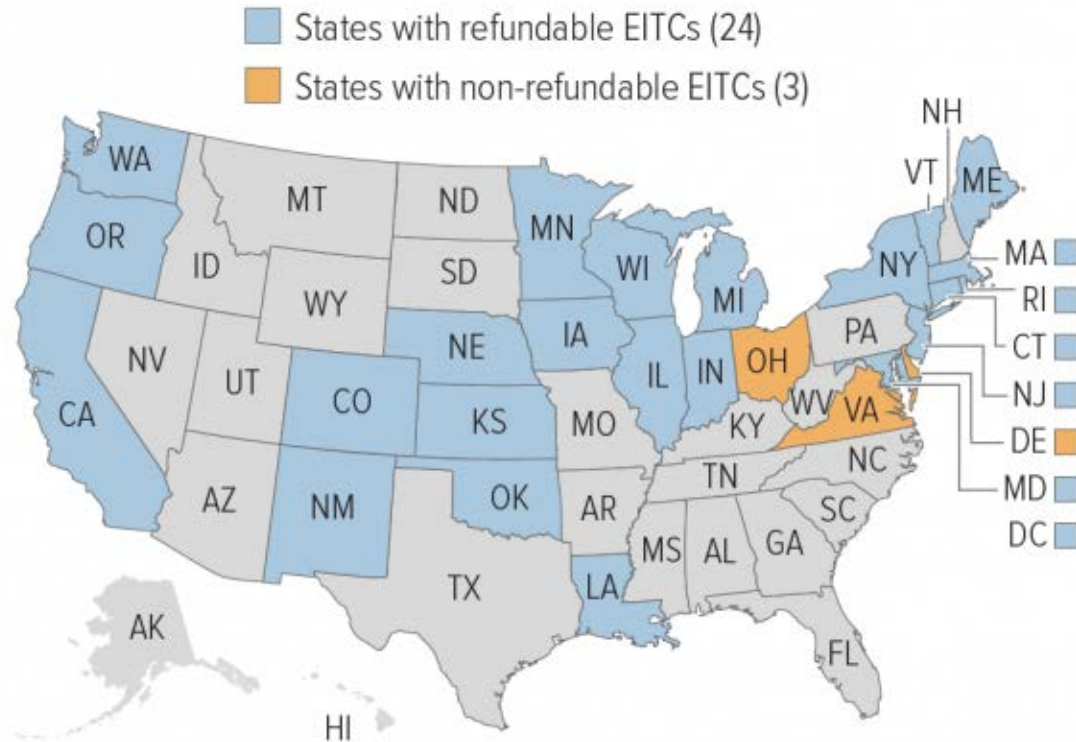 States with refundable EITCs (24)
States with non-refundable EITCs (3)
NH
WA
VT
ME
MT
ND
MN
OR
MA
ID
SD
WI
NY
WY
MI
RI
PA
CT
NE
IA
OH
NV
UT
IL
IN
NJ
CO
WV
VA
CA
KS
MO
KY
DE
NC
TN
MD
AZ
NM
OK
AR
SC
DC
MS
AL
GA
TX
LA
AK
FL
HI